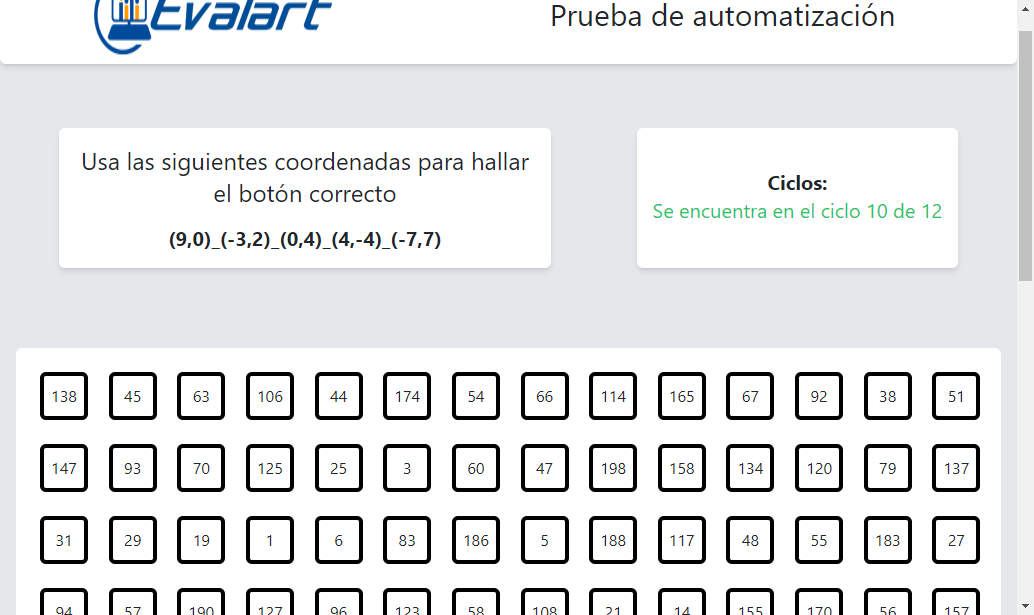 Evalart
Prueba de automatización
Usa las siguientes coordenadas para hallar
el botón correcto
(9,0)_(-3,2)_(0,4)_(4,-4)_(-7,7)
Ciclos:
Se encuentra en el ciclo 10 de 12
138 45 63 106 44 174 54 66 114 165 67 92 38 51
147 93 70 125 25 3 60 47 198 158 134 120 79 137
31 29 19 1 6 83 186 5 188 117 48 55 183 27
94 57 190 127 96 123 58 108 21 14 155 170 56 157